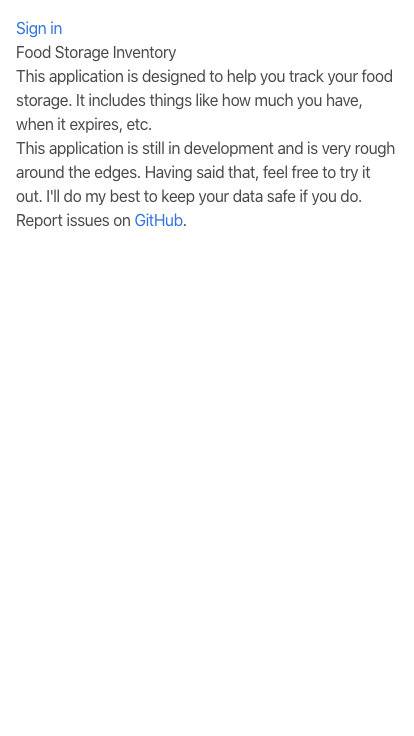 Sign in
Food Storage Inventory
This application is designed to help you track your food
storage. It includes things like how much you have,
when it expires, etc.
This application is still in development and is very rough
around the edges. Having said that, feel free to try it
out. I'll do my best to keep your data safe if you do.
Report issues on GitHub.